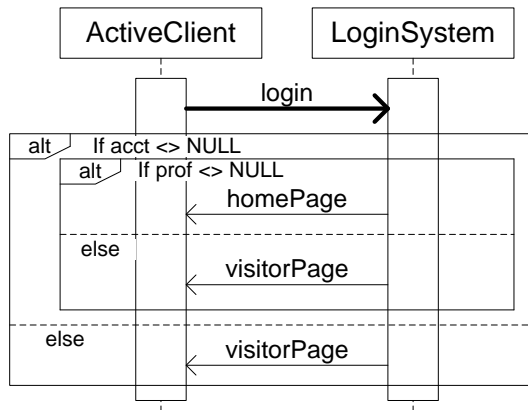 ActiveClient LoginSystem
login
alt If acct <> NULL
alt If prof <> NULL
homePage
else
visitorPage
else
visitorPage